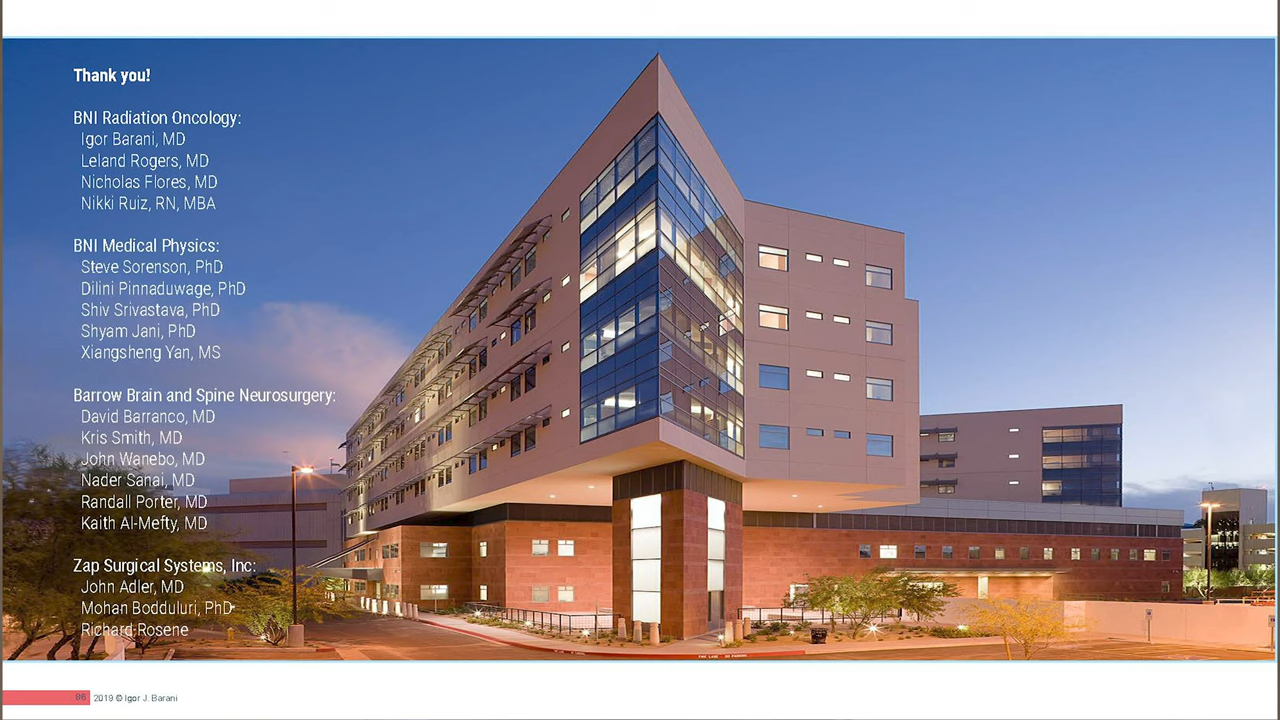 Thank you!
BNI Radiation Oncology:
Igor Barani, MD
Leland Rogers, MD
Nicholas Flores, MD
Nikki Ruiz, RN, MBA
BNI Medical Physics:
Steve Sorenson, PhD
Dilini Pinnaduwage, PhD
Shiv Srivastava, PhD
Shyam Jani, PhD
Xiangsheng Yan, MS
Barrow Brain and Spine Neurosurgery:
David Barranco, MD
Kris Smith, MD
John Wanebo, MD
Nader Sanai, MD
Randall Porter, MD
Kaith Al-Mefty, MD
Zap Surgical Systems, Inc:
John Adler, MD
Mohan Bodduluri, PhD
Richard Rosene
FIRE LANE NO PARKING
86 2019 © Igor J. Barani